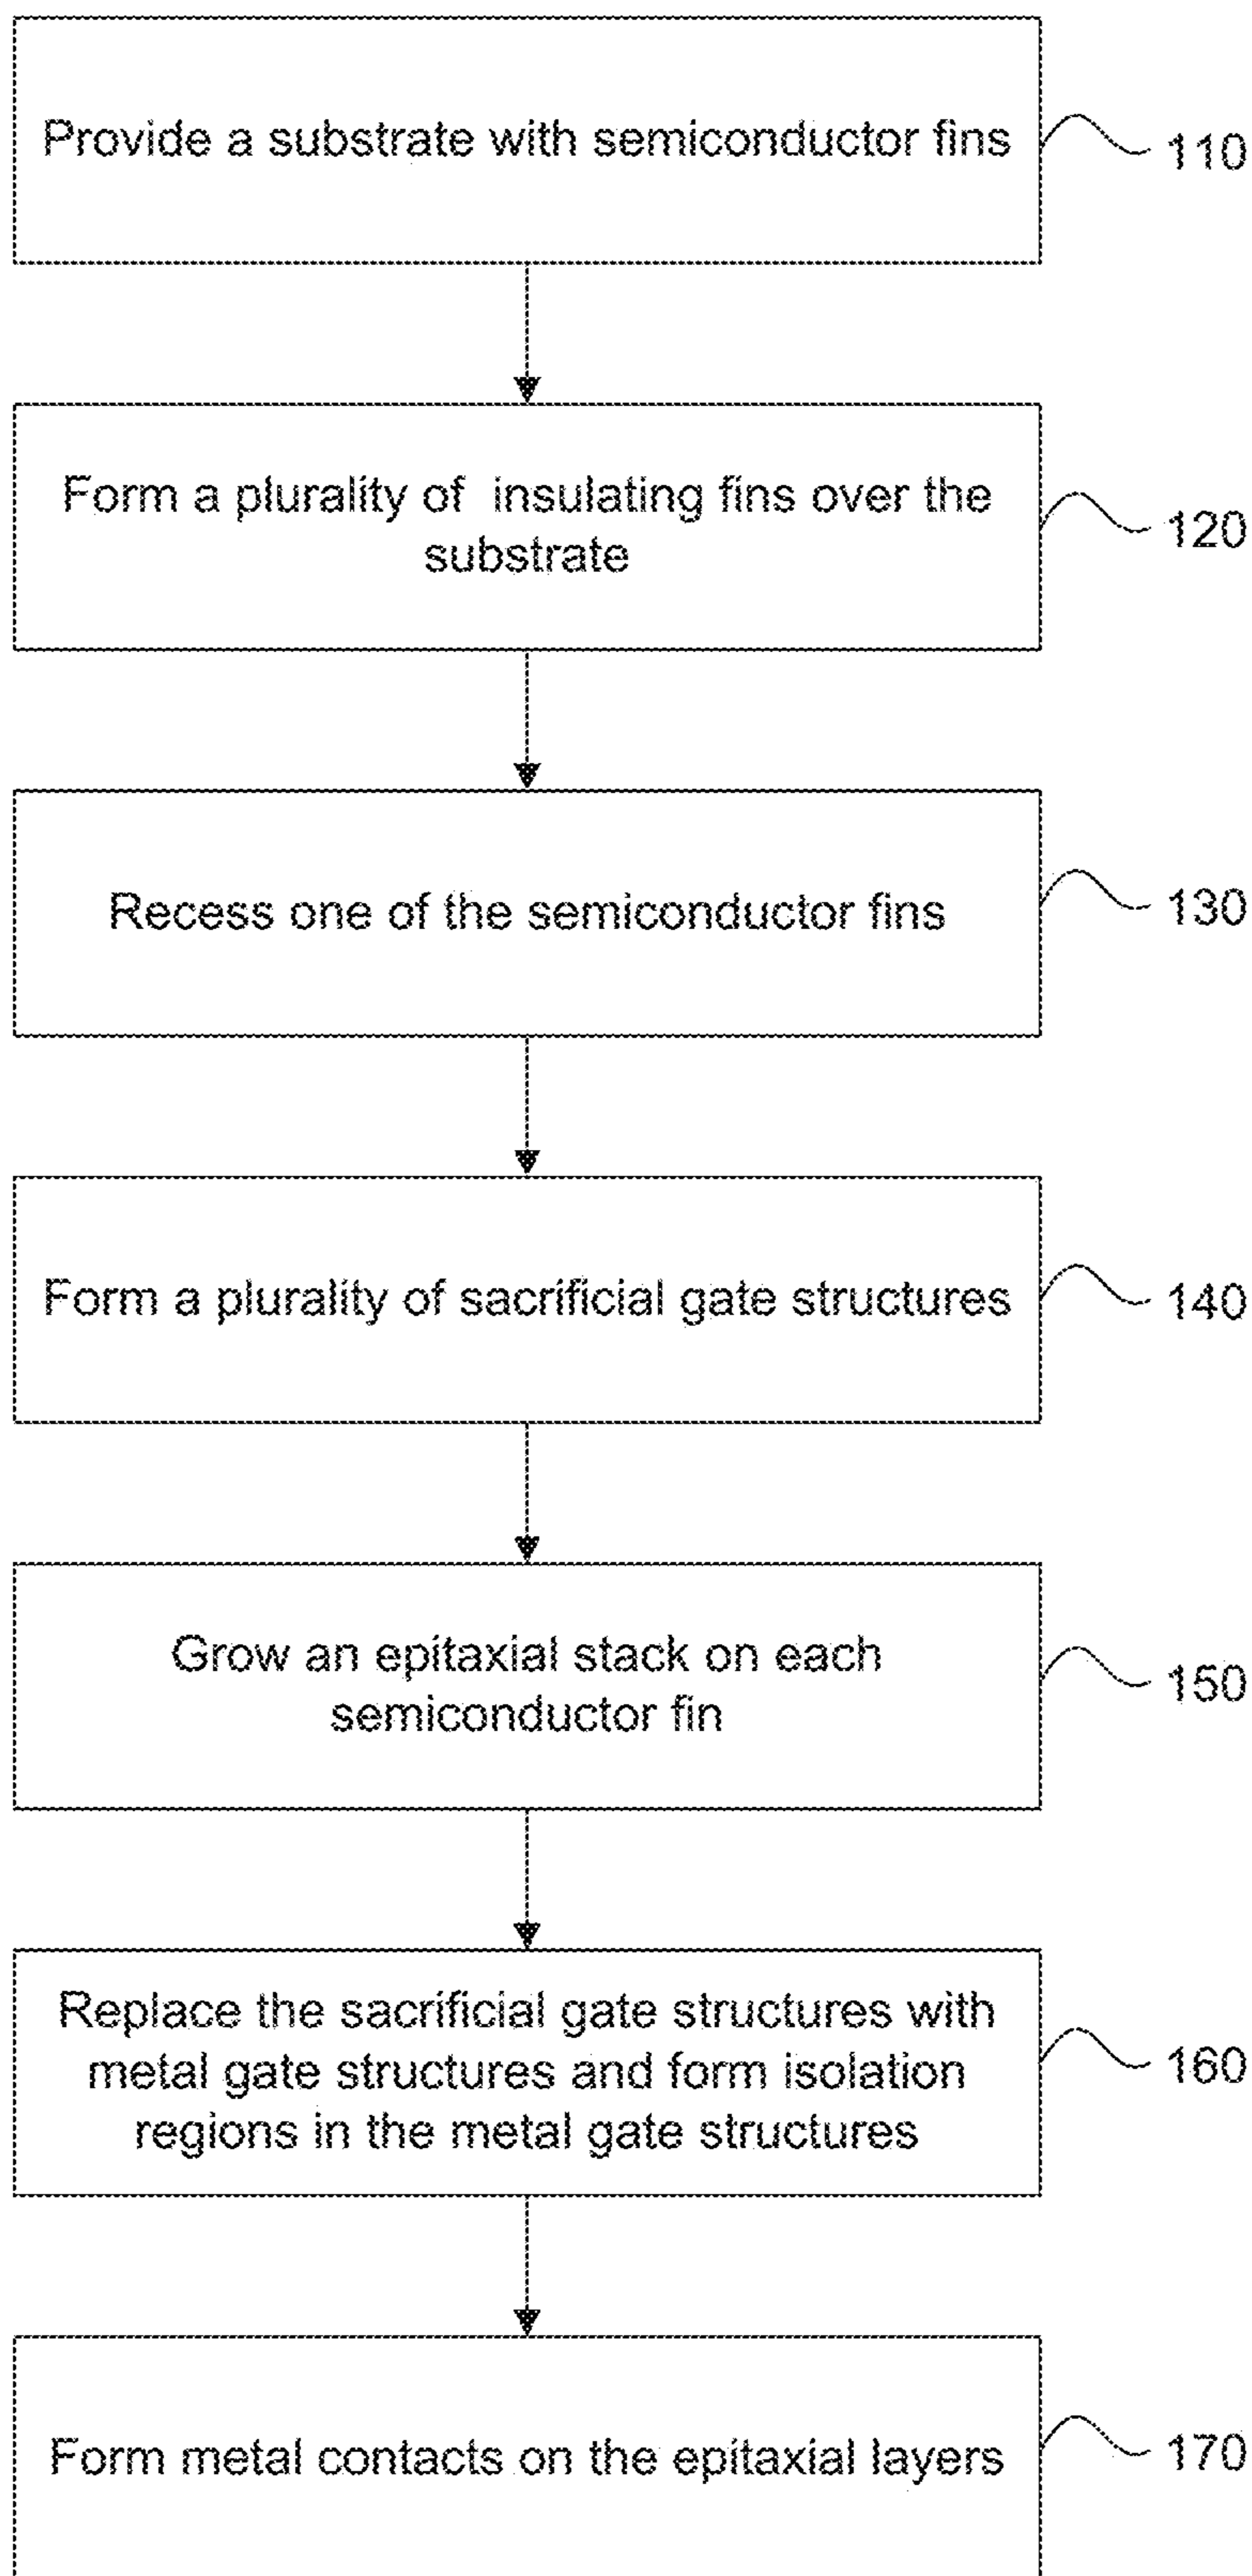 Provide a substrate with semiconductor fins
110
Form a plurality of insulating fins over the
substrate
120
Recess one of the semiconductor fins
130
Form a plurality of sacrificial gate structures
140
Grow an epitaxial stack on each
semiconductor fin
150
Replace the sacrificial gate structures with
metal gate structures and form isolation
regions in the metal gate structures
160
Form metal contacts on the epitaxial layers
170